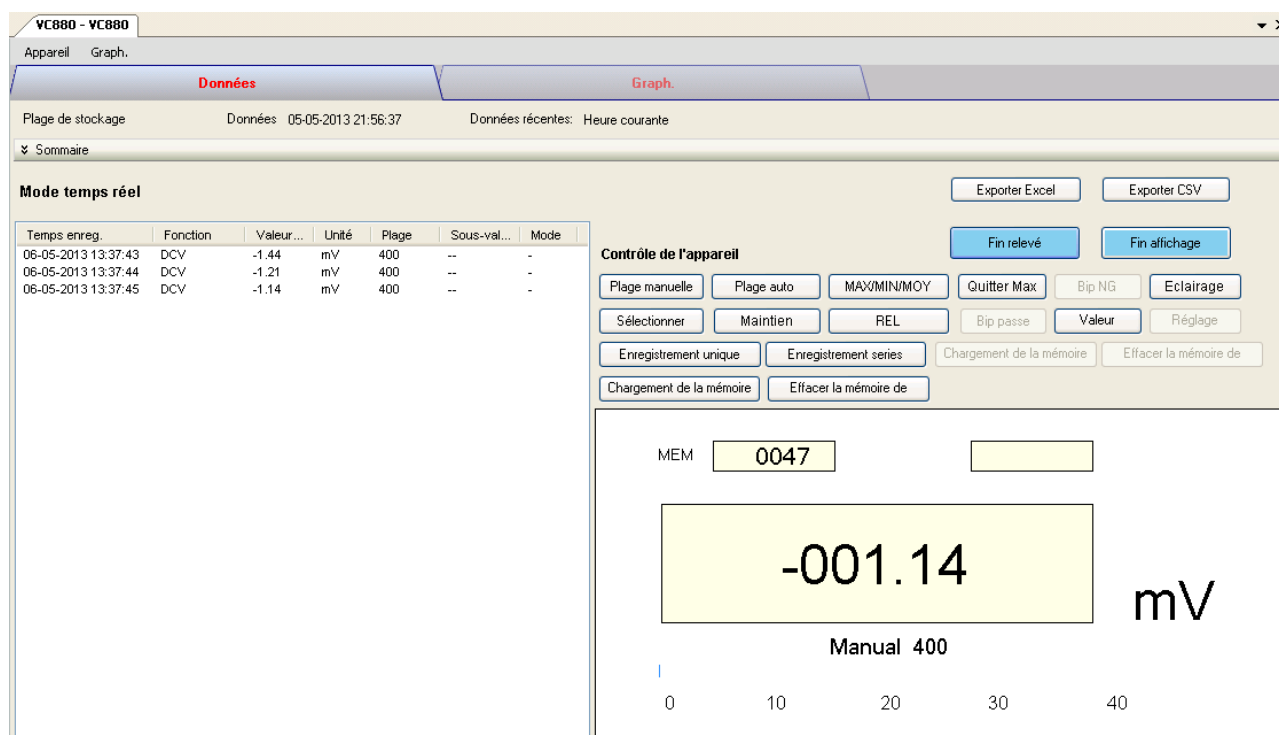 VC880 - VC880
Appareil Graph.
Données Graph.
Plage de stockage Données 05-05-2013 21:56:37 Données récentes: Heure courante
Sommaire
Mode temps réel Exporter Excel Exporter CSV
Fin relevé Fin affichage
Temps enreg. Fonction Valeur... Unité Plage Sous-val... Mode
06-05-2013 13:37:43 DCV -1.44 mV 400 -- -
06-05-2013 13:37:44 DCV -1.21 mV 400 -- -
06-05-2013 13:37:45 DCV -1.14 mV 400 -- -
Contrôle de l'appareil
Plage manuelle Plage auto MAX/MIN/MOY Quitter Max Bip NG Eclairage
Sélectionner Maintien REL Bip passe Valeur Réglage
Enregistrement unique Enregistrement series Chargement de la mémoire Effacer la mémoire de
Chargement de la mémoire Effacer la mémoire de
MEM 0047
-001.14 mV
Manual 400
0 10 20 30 40